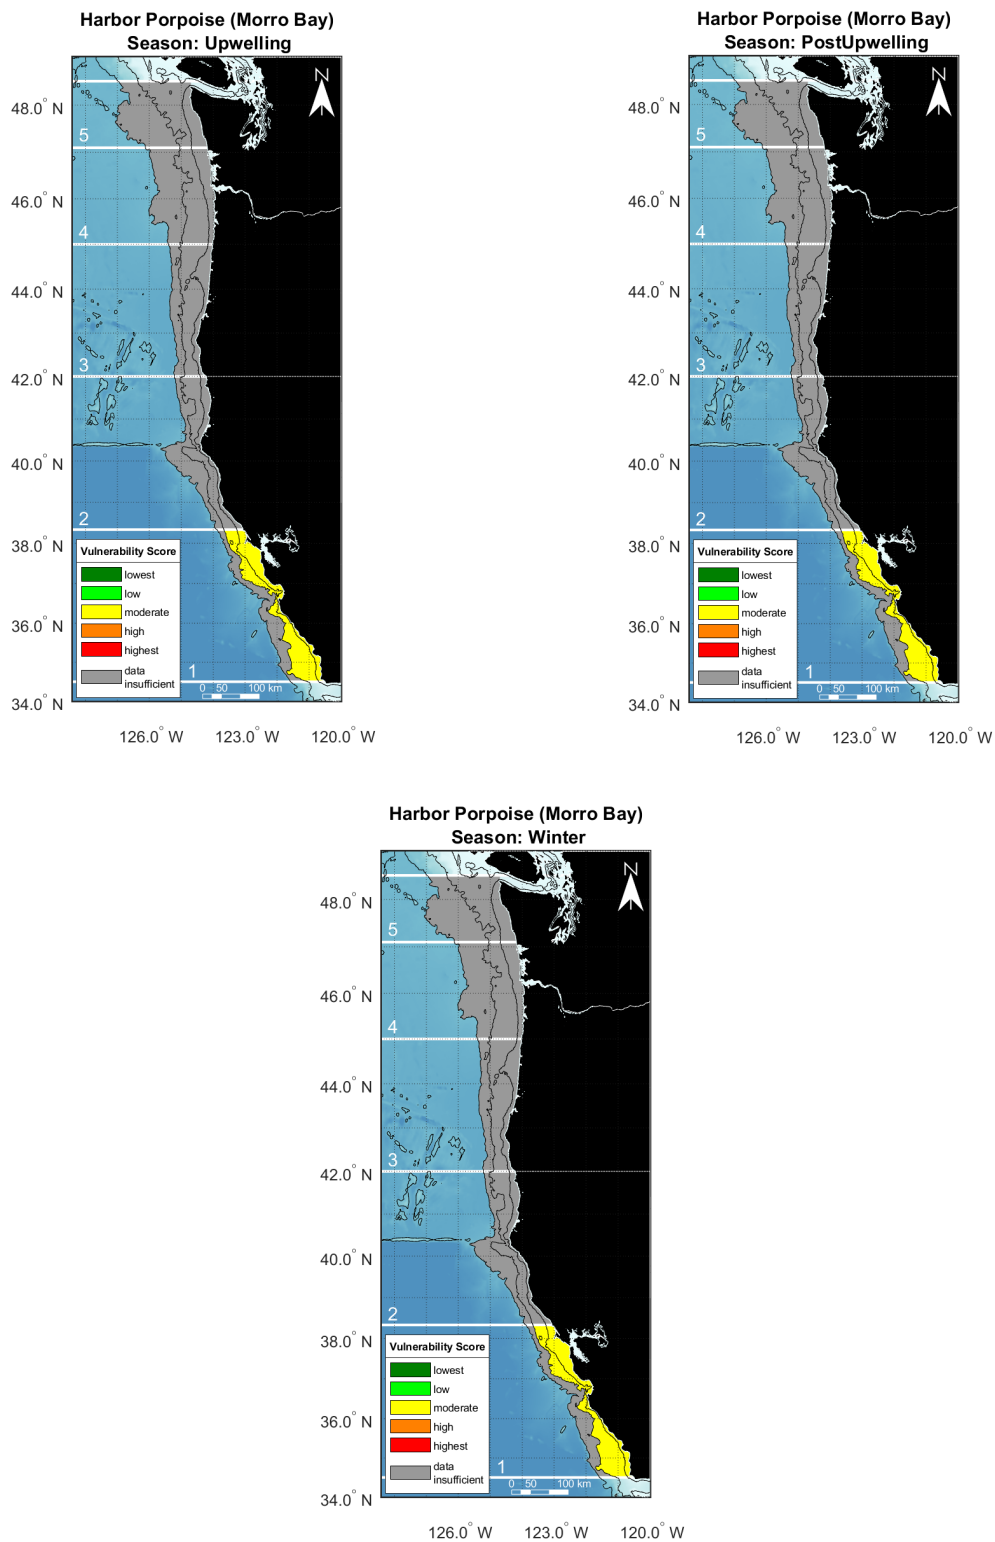 Harbor Porpoise (Morro Bay)
Season: Upwelling
N
48.0° N
5
46.0° N
4
44.0° N
3
42.0° N
40.0° N
2
38.0° N
Vulnerability Score
lowest
low
moderate
high
highest
data
insufficient
36.0° N
1
0 50 100 km
34.0° N
126.0° W 123.0° W 120.0° W
Harbor Porpoise (Morro Bay)
Season: PostUpwelling
N
48.0° N
5
46.0° N
4
44.0° N
3
42.0° N
40.0° N
2
38.0° N
Vulnerability Score
lowest
low
moderate
high
highest
data
insufficient
36.0° N
1
0 50 100 km
34.0° N
126.0° W 123.0° W 120.0° W
Harbor Porpoise (Morro Bay)
Season: Winter
N
48.0° N
5
46.0° N
4
44.0° N
3
42.0° N
40.0° N
2
38.0° N
Vulnerability Score
lowest
low
moderate
high
highest
data
insufficient
36.0° N
1
0 50 100 km
34.0° N
126.0° W 123.0° W 120.0° W